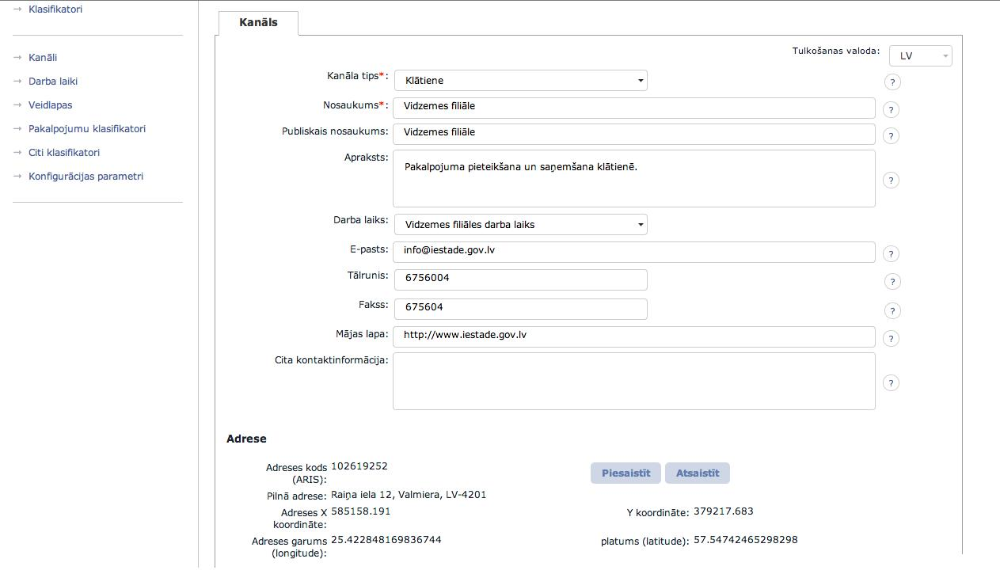 → Klasifikatori
→ Kanāli
→ Darba laiki
→ Veidlapas
→ Pakalpojumu klasifikatori
→ Citi klasifikatori
→ Konfigurācijas parametri
Kanāls
Tulkošanas valoda: LV
Kanāla tips*: Klātiene ?
Nosaukums*: Vidzemes filiāle ?
Publiskais nosaukums: Vidzemes filiāle ?
Apraksts: Pakalpojuma pieteikšana un saņemšana klātienē. ?
Darba laiks: Vidzemes filiāles darba laiks
E-pasts: info@iestade.gov.lv ?
Tālrunis: 6756004 ?
Fakss: 675604 ?
Mājas lapa: http://www.iestade.gov.lv ?
Cita kontaktinformācija: ?
Adrese
Adreses kods 102619252 Piesaistīt Atsaistīt
(ARIS):
Pilnā adrese: Raiņa iela 12, Valmiera, LV-4201
Adreses X 585158.191 Y koordināte: 379217.683
koordināte:
Adreses garums 25.422848169836744 platums (latitude): 57.54742465298298
(longitude):